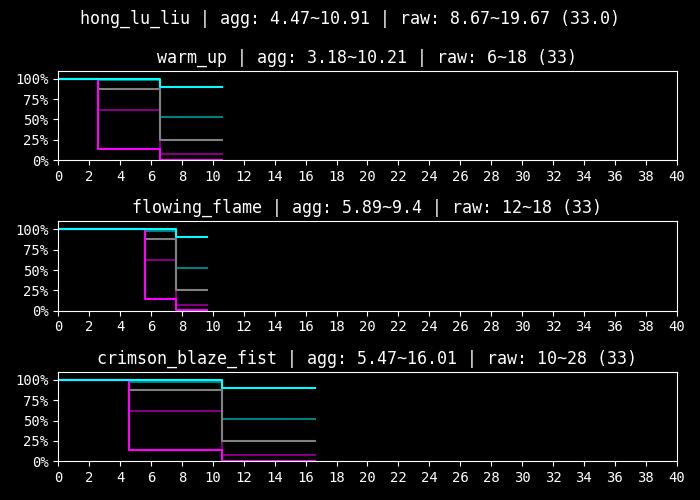 hong_lu_liu | agg: 4.47~10.91 | raw: 8.67~19.67 (33.0)
warm_up | agg: 3.18~10.21 | raw: 6~18 (33)
100%
75%
50%
25%
0%
0 2 4 6 8 10 12 14 16 18 20 22 24 26 28 30 32 34 36 38 40
flowing_flame | agg: 5.89~9.4 | raw: 12~18 (33)
100%
75%
50%
25%
0%
0 2 4 6 8 10 12 14 16 18 20 22 24 26 28 30 32 34 36 38 40
crimson_blaze_fist | agg: 5.47~16.01 | raw: 10~28 (33)
100%
75%
50%
25%
0%
0 2 4 6 8 10 12 14 16 18 20 22 24 26 28 30 32 34 36 38 40